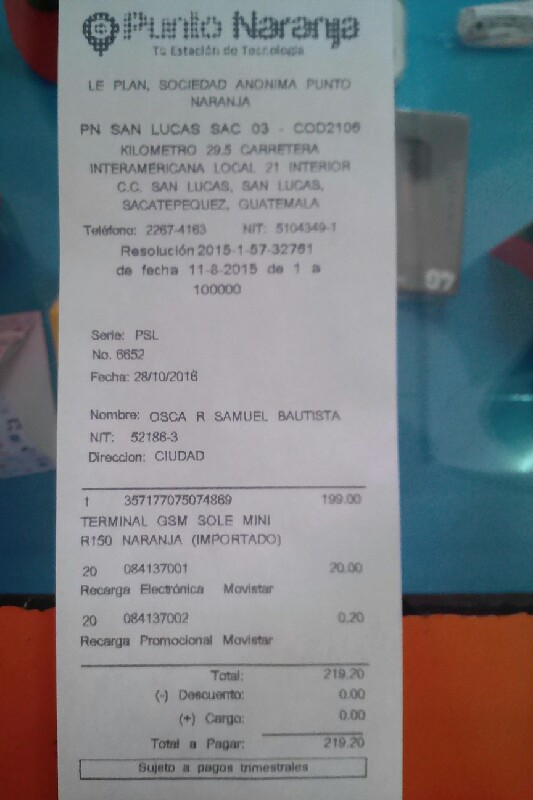 Punto Naranja
Tu Estación de Tecnología
LE PLAN, SOCIEDAD ANONIMA PUNTO
NARANJA
PN SAN LUCAS SAC 03 - COD2106
KILOMETRO 29.5 CARRETERA
INTERAMERICANA LOCAL 21 INTERIOR
C.C. SAN LUCAS, SAN LUCAS,
SACATEPEQUEZ, GUATEMALA
Teléfono: 2267-4163 NIT: 5104349-1
Resolución 2015-1-57-32761
de fecha 11-8-2015 de 1 a
100000
Serie: PSL
No. 6652
Fecha: 28/10/2016
Nombre: OSCA R SAMUEL BAUTISTA
NIT: 52186-3
Direccion: CIUDAD
1 357177075074869 199.00
TERMINAL GSM SOLE MINI
R150 NARANJA (IMPORTADO)
20 084137001 20.00
Recarga Electrónica Movistar
20 084137002 0.20
Recarga Promocional Movistar
Total: 219.20
(-) Descuento: 0.00
(+) Cargo: 0.00
Total a Pagar: 219.20
Sujeto a pagos trimestrales
97